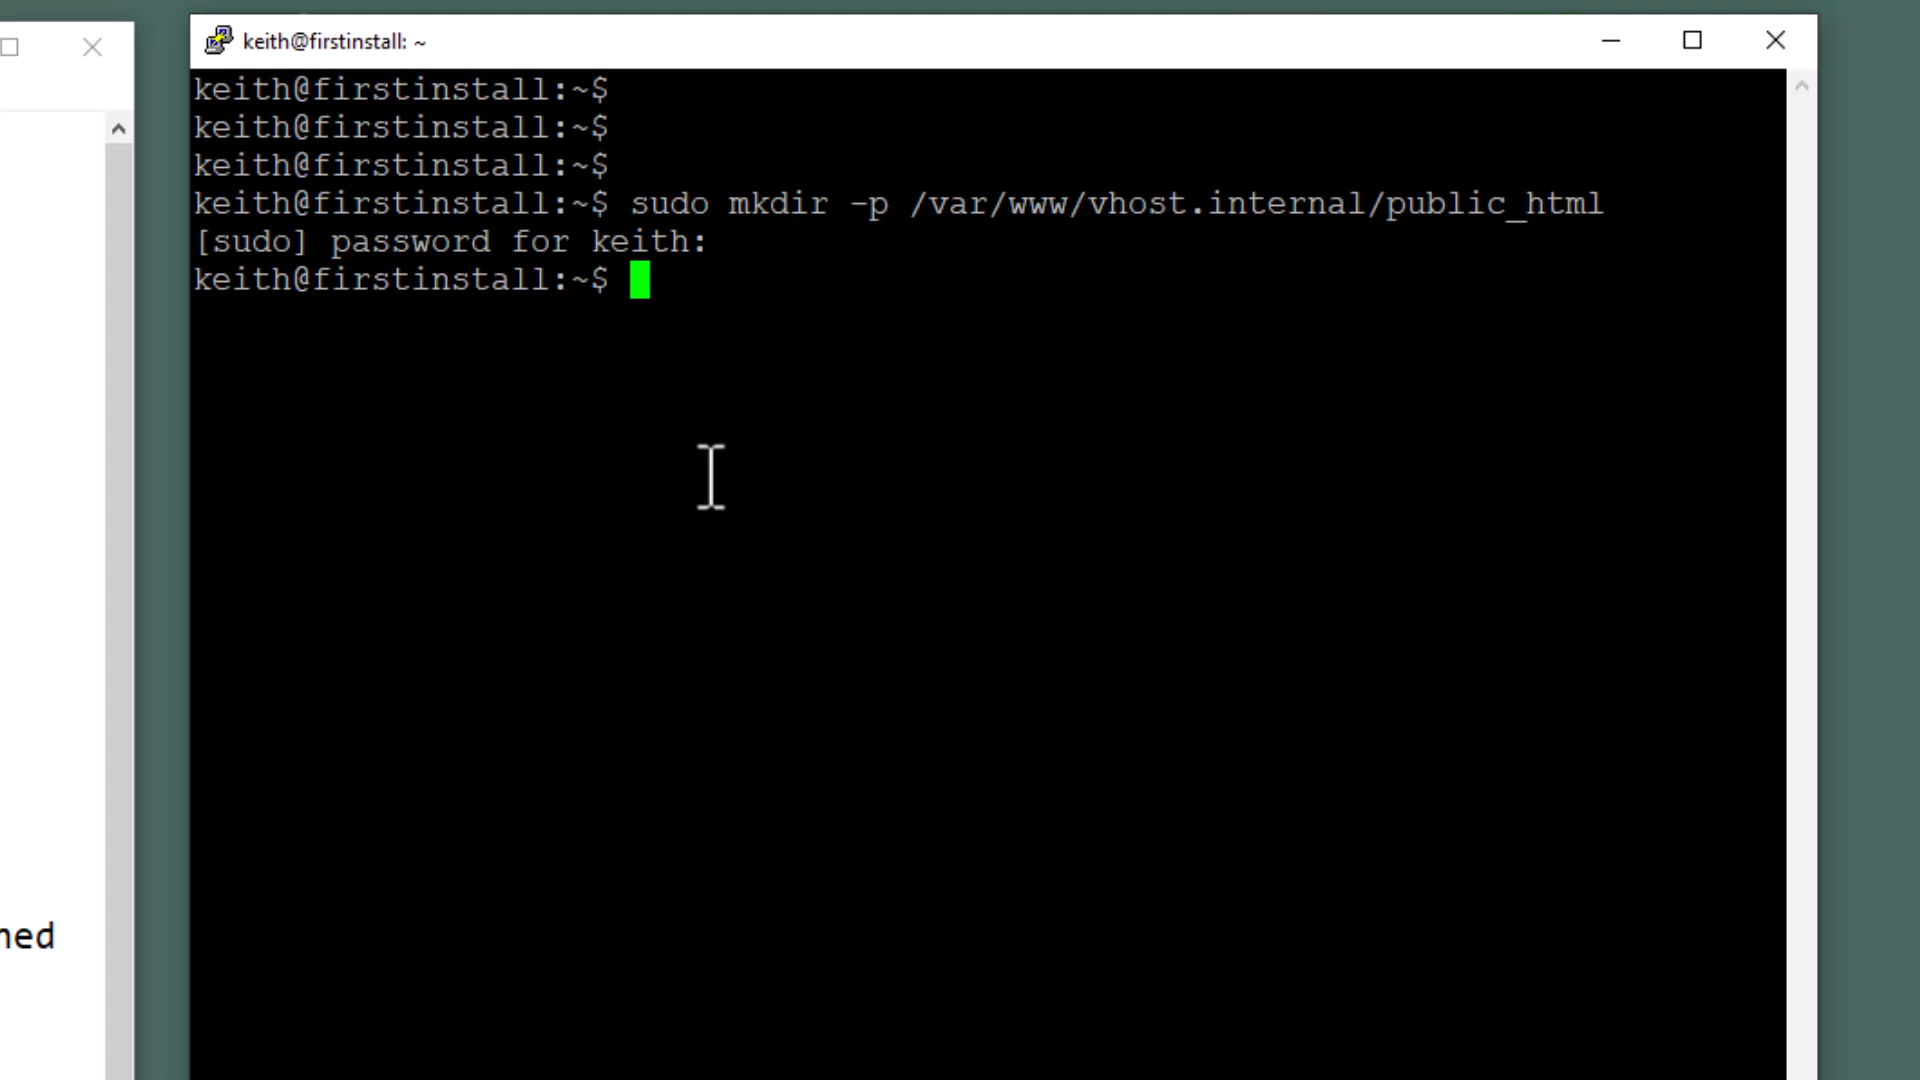 keith@firstinstall: ~
keith@firstinstall:~$
keith@firstinstall:~$
keith@firstinstall:~$
keith@firstinstall:~$ sudo mkdir -p /var/www/vhost.internal/public_html
[sudo] password for keith:
keith@firstinstall:~$